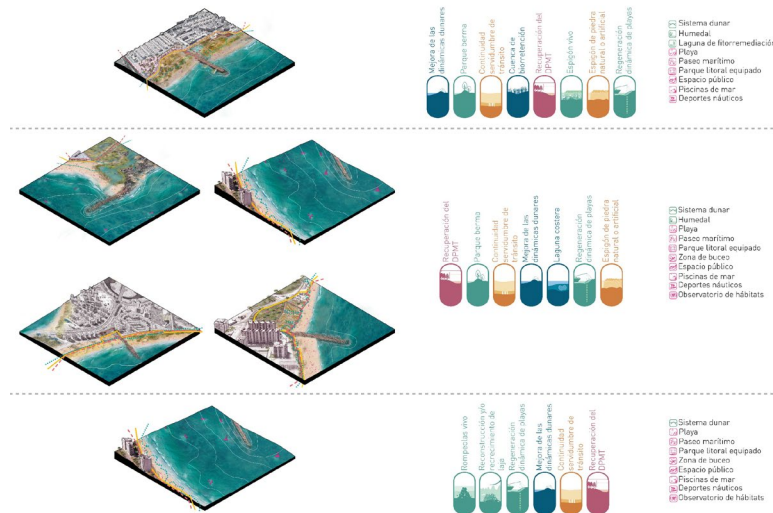 Mejora de las
dinámicas dunares
Parque berma
Continuidad
servidumbre de
tránsito
Cuenca de
biorretención
Recuperación del
DPMT
Espigón vivo
Espigón de piedra
natural o artificial
Regeneración
dinámica de playas
Sistema dunar
Humedal
Laguna de fitorremediación
Playa
Paseo marítimo
Parque litoral equipado
Espacio público
Piscinas de mar
Deportes náuticos
Recuperación del
DPMT
Parque berma
Continuidad
servidumbre de
tránsito
Mejora de las
dinámicas dunares
Laguna costara
Regeneración
dinámica de playas
Espigón de piedra
natural o artificial
Sistema dunar
Humedal
Playa
Paseo marítimo
Parque litoral equipado
Zona de buceo
Espacio público
Piscinas de mar
Deportes náuticos
Observatorio de hábitats
Rompeolas vivo
Reconstrucción y/o
recrecimiento de
laja
Regeneración
dinámica de playas
Mejora de las
dinámicas dunares
Continuidad
servidumbre de
tránsito
Recuperación del
DPMT
Sistema dunar
Playa
Paseo marítimo
Parque litoral equipado
Zona de buceo
Espacio público
Piscinas de mar
Deportes náuticos
Observatorio de hábitats